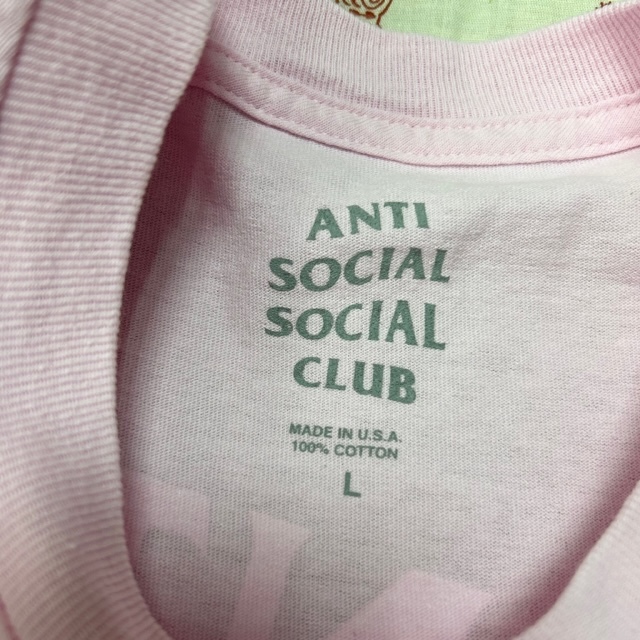 ANTI
SOCIAL
SOCIAL
CLUB
MADE IN U.S.A.
100% COTTON
L